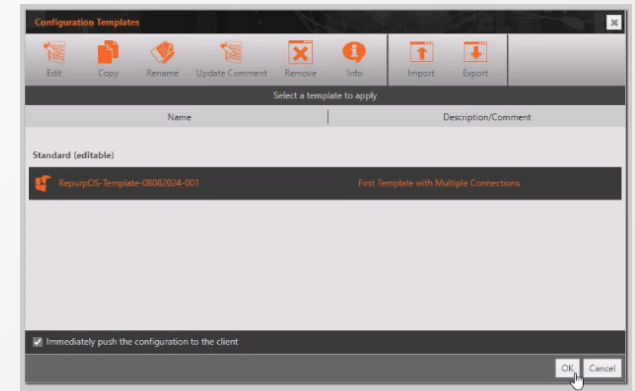 Configuration Templates
Edit Copy Rename Update Comment Remove Info Import Export
Select a template to apply
Name Description/Comment
Standard (editable)
RepurpOS-Template-08082024-001 First Template with Multiple Connections
Immediately push the configuration to the client
OK Cancel